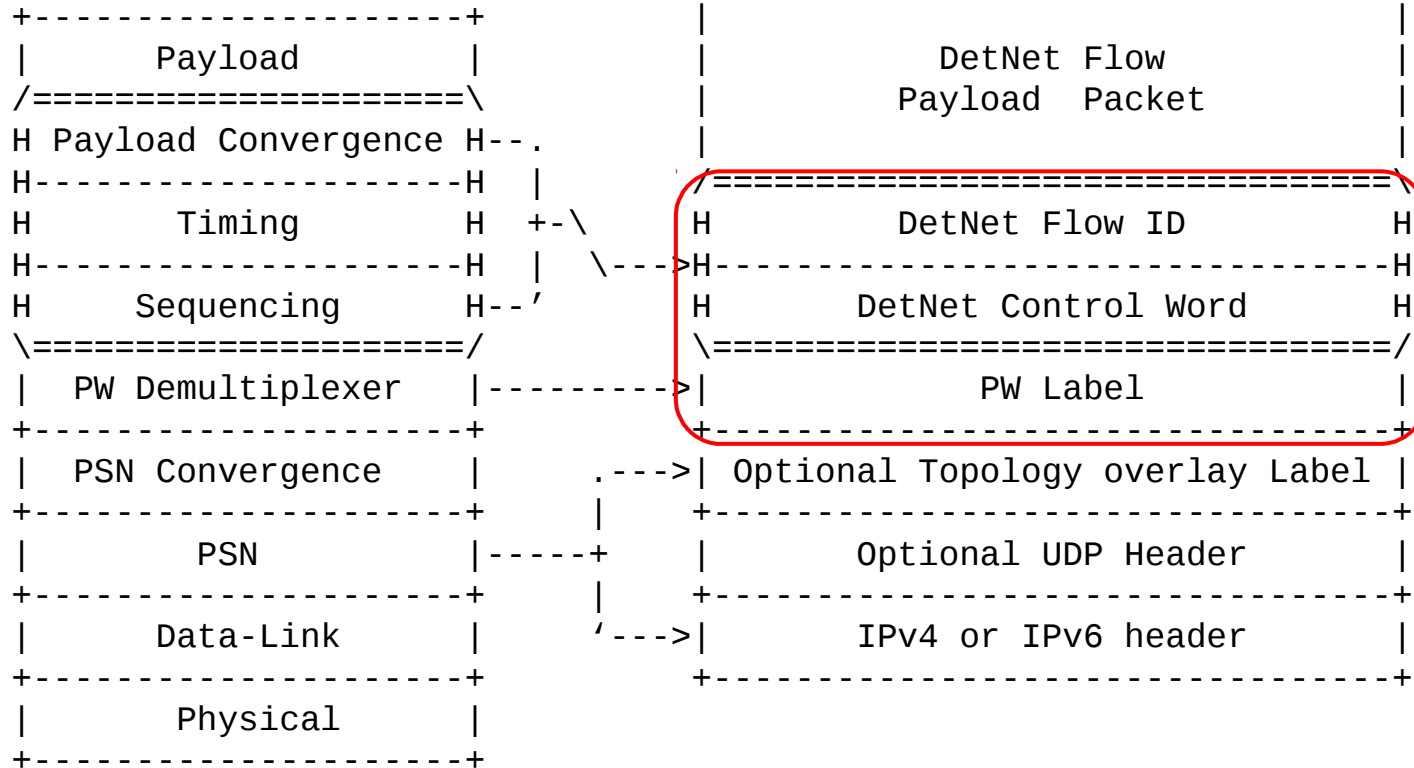 +---------------------+          |                                 |
|      Payload        |          |           DetNet Flow           |
/=====================\          |         Payload  Packet         |
H Payload Convergence H--.       |                                 |
H---------------------H  |       /=================================\
H       Timing        H  +-\     H         DetNet Flow ID          H
H---------------------H  |  \--->H---------------------------------H
H     Sequencing      H--'       H       DetNet Control Word       H
\=====================/          \=================================/
|  PW Demultiplexer   |--------->|             PW Label            |
+---------------------+          +---------------------------------+
|  PSN Convergence    |     .--->| Optional Topology overlay Label |
+---------------------+     |    +---------------------------------+
|        PSN          |-----+    |       Optional UDP Header       |
+---------------------+     |    +---------------------------------+
|      Data-Link      |     ‘--->|       IPv4 or IPv6 header       |
+---------------------+          +---------------------------------+
|       Physical      |
+---------------------+